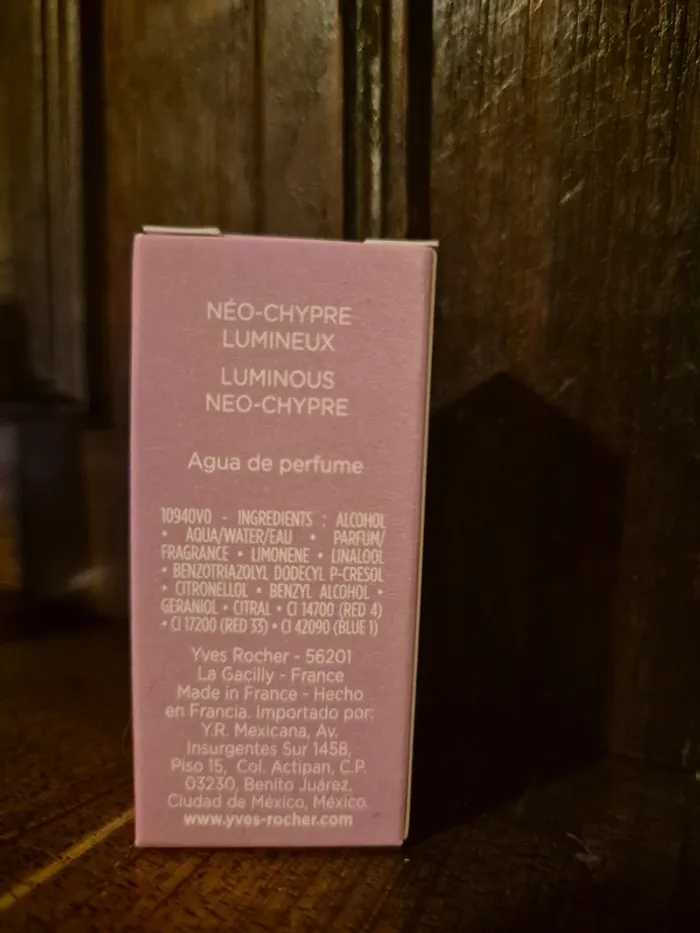 NÉO-CHYPRE
LUMINEUX
LUMINOUS
NEO-CHYPRE
Agua de perfume
10940V0 - INGREDIENTS : ALCOHOL
• AQUA/WATER/EAU • PARFUM/
FRAGRANCE • LIMONENE • LINALOOL
• BENZOTRIAZOLYL DODECYL P-CRESOL
• CITRONELLOL • BENZYL ALCOHOL •
GERANIOL • CITRAL • CI 14700 (RED 4)
• CI 17200 (RED 33) • CI 42090 (BLUE 1)
Yves Rocher - 56201
La Gacilly - France
Made in France - Hecho
en Francia. Importado por:
Y.R. Mexicana, Av.
Insurgentes Sur 1458,
Piso 15, Col. Actipan, C.P.
03230, Benito Juárez,
Ciudad de México, México.
www.yves-rocher.com